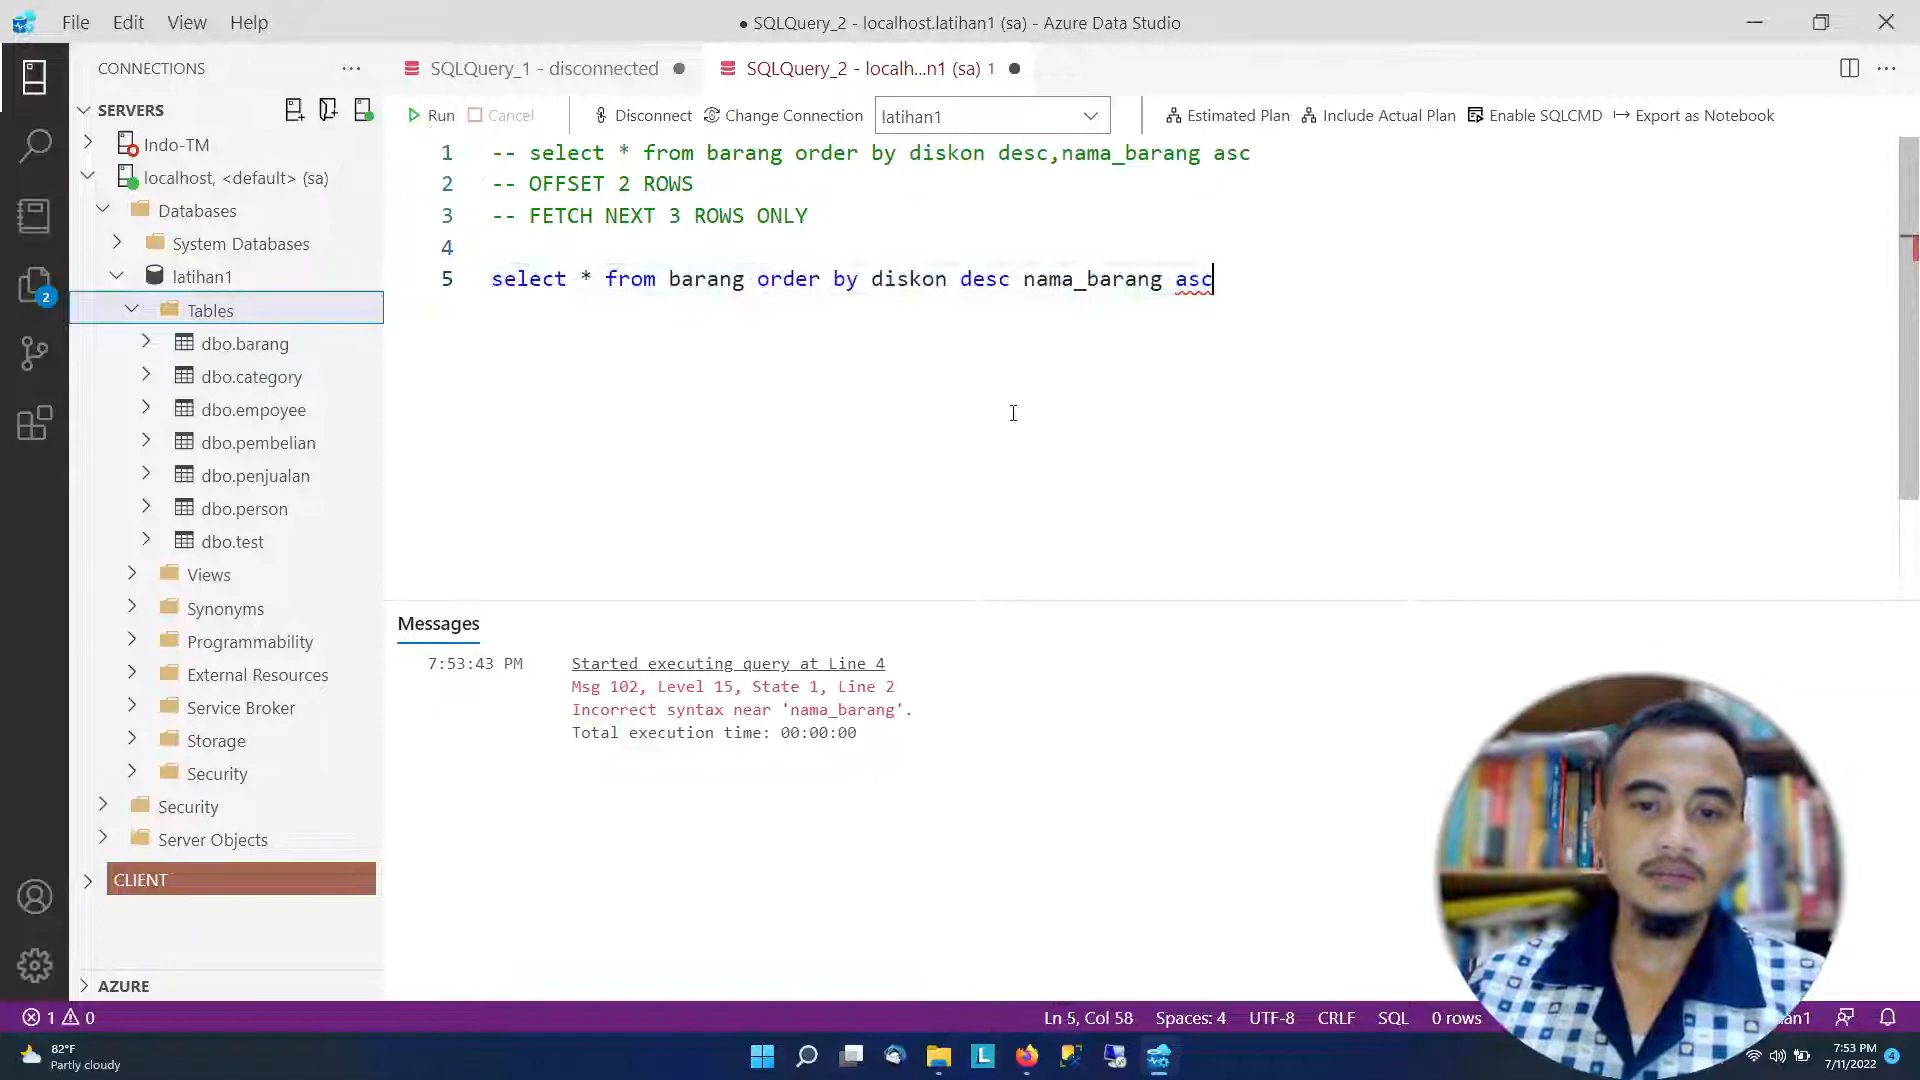 File Edit View Help
● SQLQuery_2 - localhost.latihan1 (sa) - Azure Data Studio
CONNECTIONS
SQLQuery_1 - disconnected
SQLQuery_2 - localh...n1 (sa) 1
SERVERS
Run Cancel Disconnect Change Connection latihan1 Estimated Plan Include Actual Plan Enable SQLCMD Export as Notebook
Indo-TM
localhost, <default> (sa)
Databases
System Databases
latihan1
Tables
dbo.barang
dbo.category
dbo.empoyee
dbo.pembelian
dbo.penjualan
dbo.person
dbo.test
Views
Synonyms
Programmability
External Resources
Service Broker
Storage
Security
Security
Server Objects
CLIENT
AZURE
2
1 -- select * from barang order by diskon desc,nama_barang asc
2 -- OFFSET 2 ROWS
3 -- FETCH NEXT 3 ROWS ONLY
4
5 select * from barang order by diskon desc nama_barang asc
Messages
7:53:43 PM Started executing query at Line 4
Msg 102, Level 15, State 1, Line 2
Incorrect syntax near 'nama_barang'.
Total execution time: 00:00:00
1 0
Ln 5, Col 58 Spaces: 4 UTF-8 CRLF SQL 0 rows an1
82°F
Partly cloudy
L
7:53 PM
7/11/2022
4